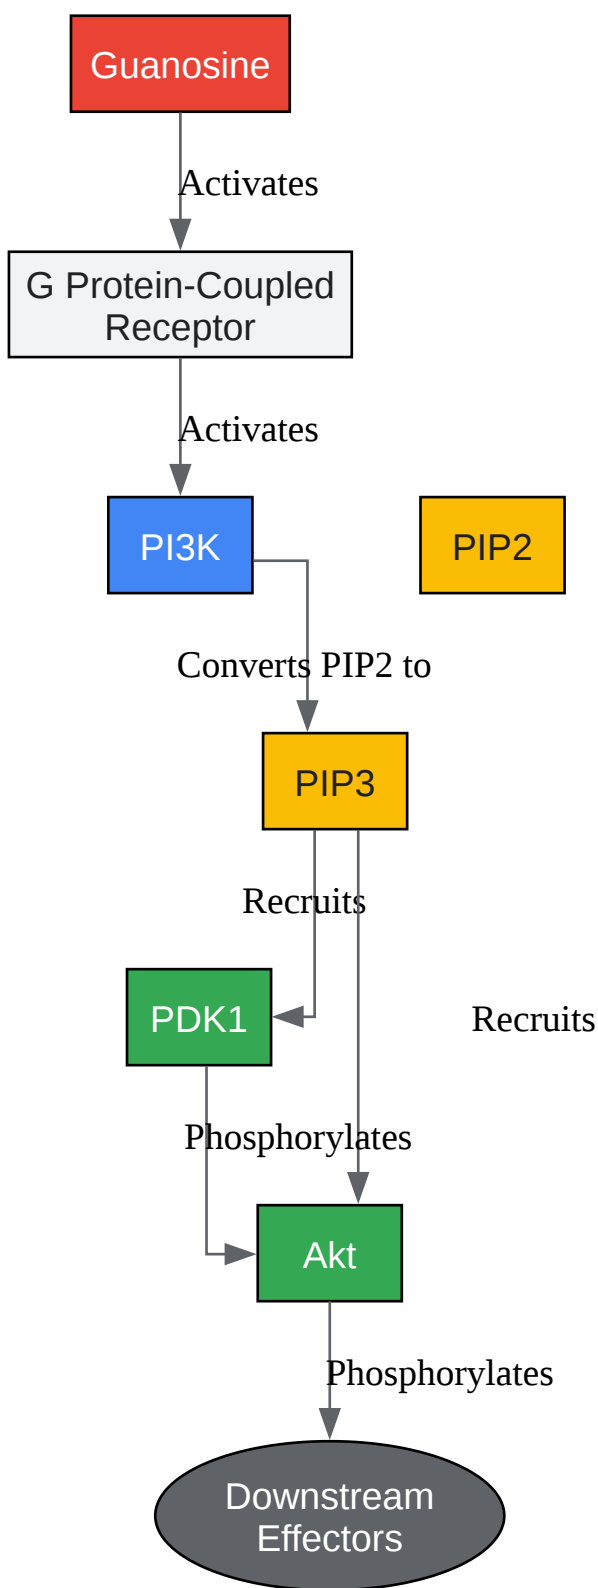 Guanosine
Activates
G Protein-Coupled
Receptor
Activates
PI3K
PIP2
Converts PIP2 to
PIP3
Recruits
PDK1
Recruits
Phosphorylates
Akt
Phosphorylates
Downstream
Effectors